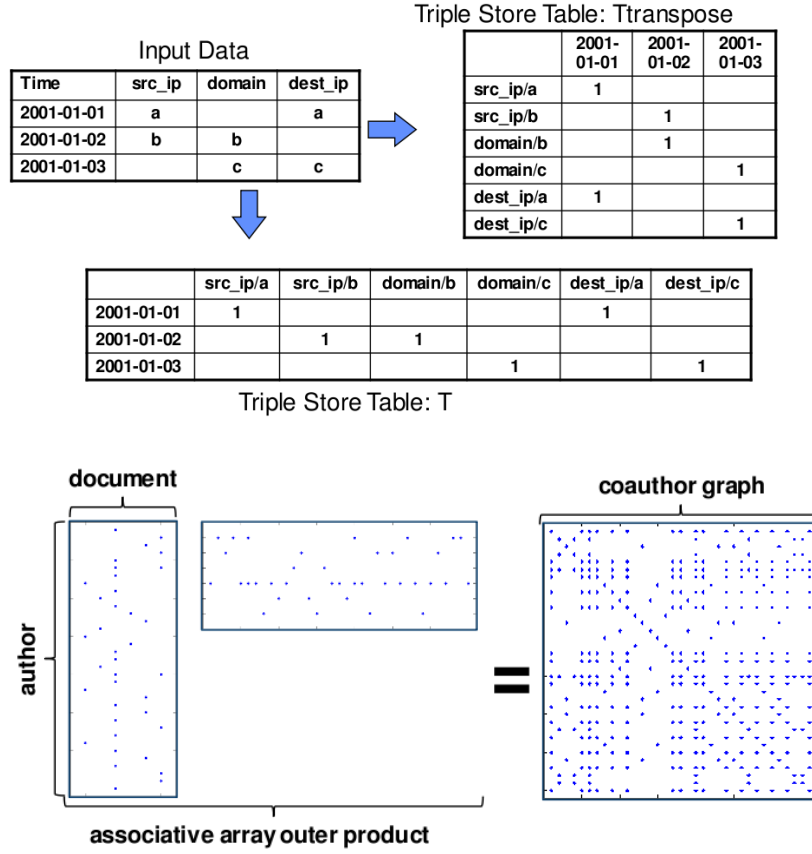 Triple Store Table: Ttranspose
Input Data
Time src_ip domain dest_ip
2001-01-01 a a
2001-01-02 b b
2001-01-03 c c
2001- 2001- 2001-
01-01 01-02 01-03
src_ip/a 1
src_ip/b 1
domain/b 1
domain/c 1
dest_ip/a 1
dest_ip/c 1
src_ip/a src_ip/b domain/b domain/c dest_ip/a dest_ip/c
2001-01-01 1 1
2001-01-02 1 1
2001-01-03 1 1
Triple Store Table: T
document
coauthor graph
author
=
associative array outer product